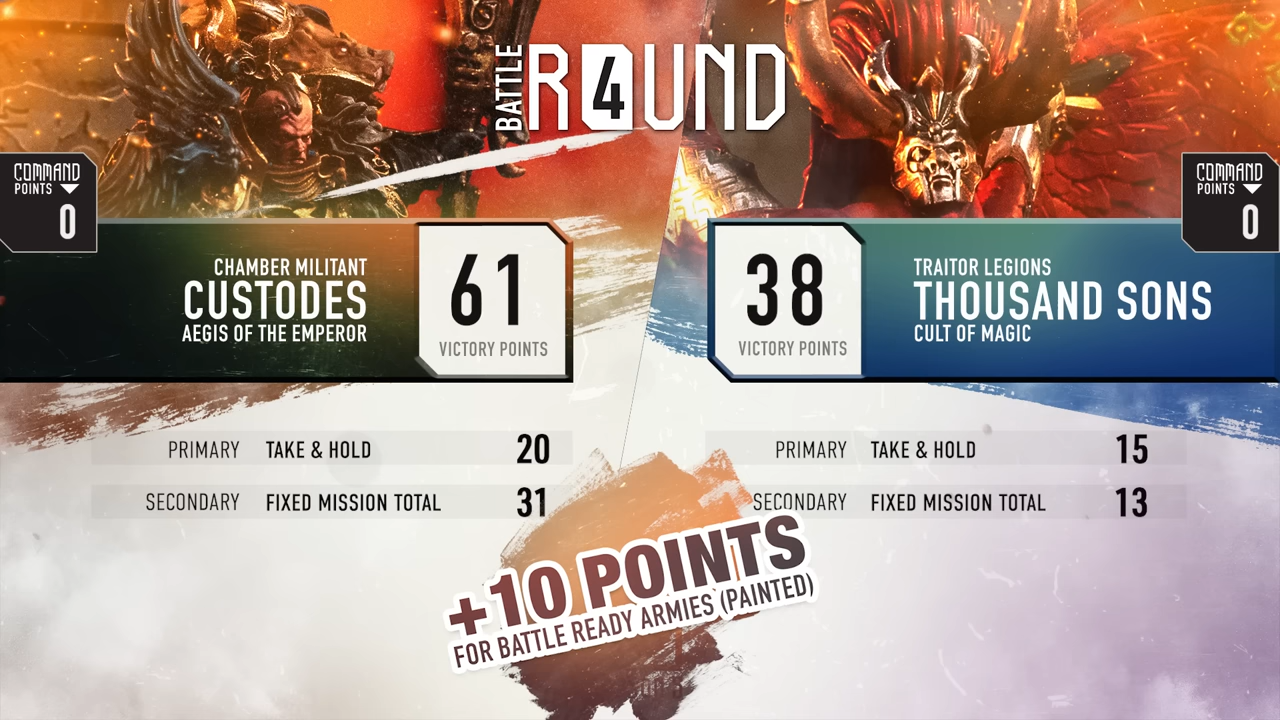 BATTLE ROUND 4
COMMAND
POINTS
0
COMMAND
POINTS
0
CHAMBER MILITANT
CUSTODES
AEGIS OF THE EMPEROR
61
VICTORY POINTS
38
VICTORY POINTS
TRAITOR LEGIONS
THOUSAND SONS
CULT OF MAGIC
PRIMARY TAKE & HOLD 20
SECONDARY FIXED MISSION TOTAL 31
PRIMARY TAKE & HOLD 15
SECONDARY FIXED MISSION TOTAL 13
+10 POINTS
FOR BATTLE READY ARMIES (PAINTED)